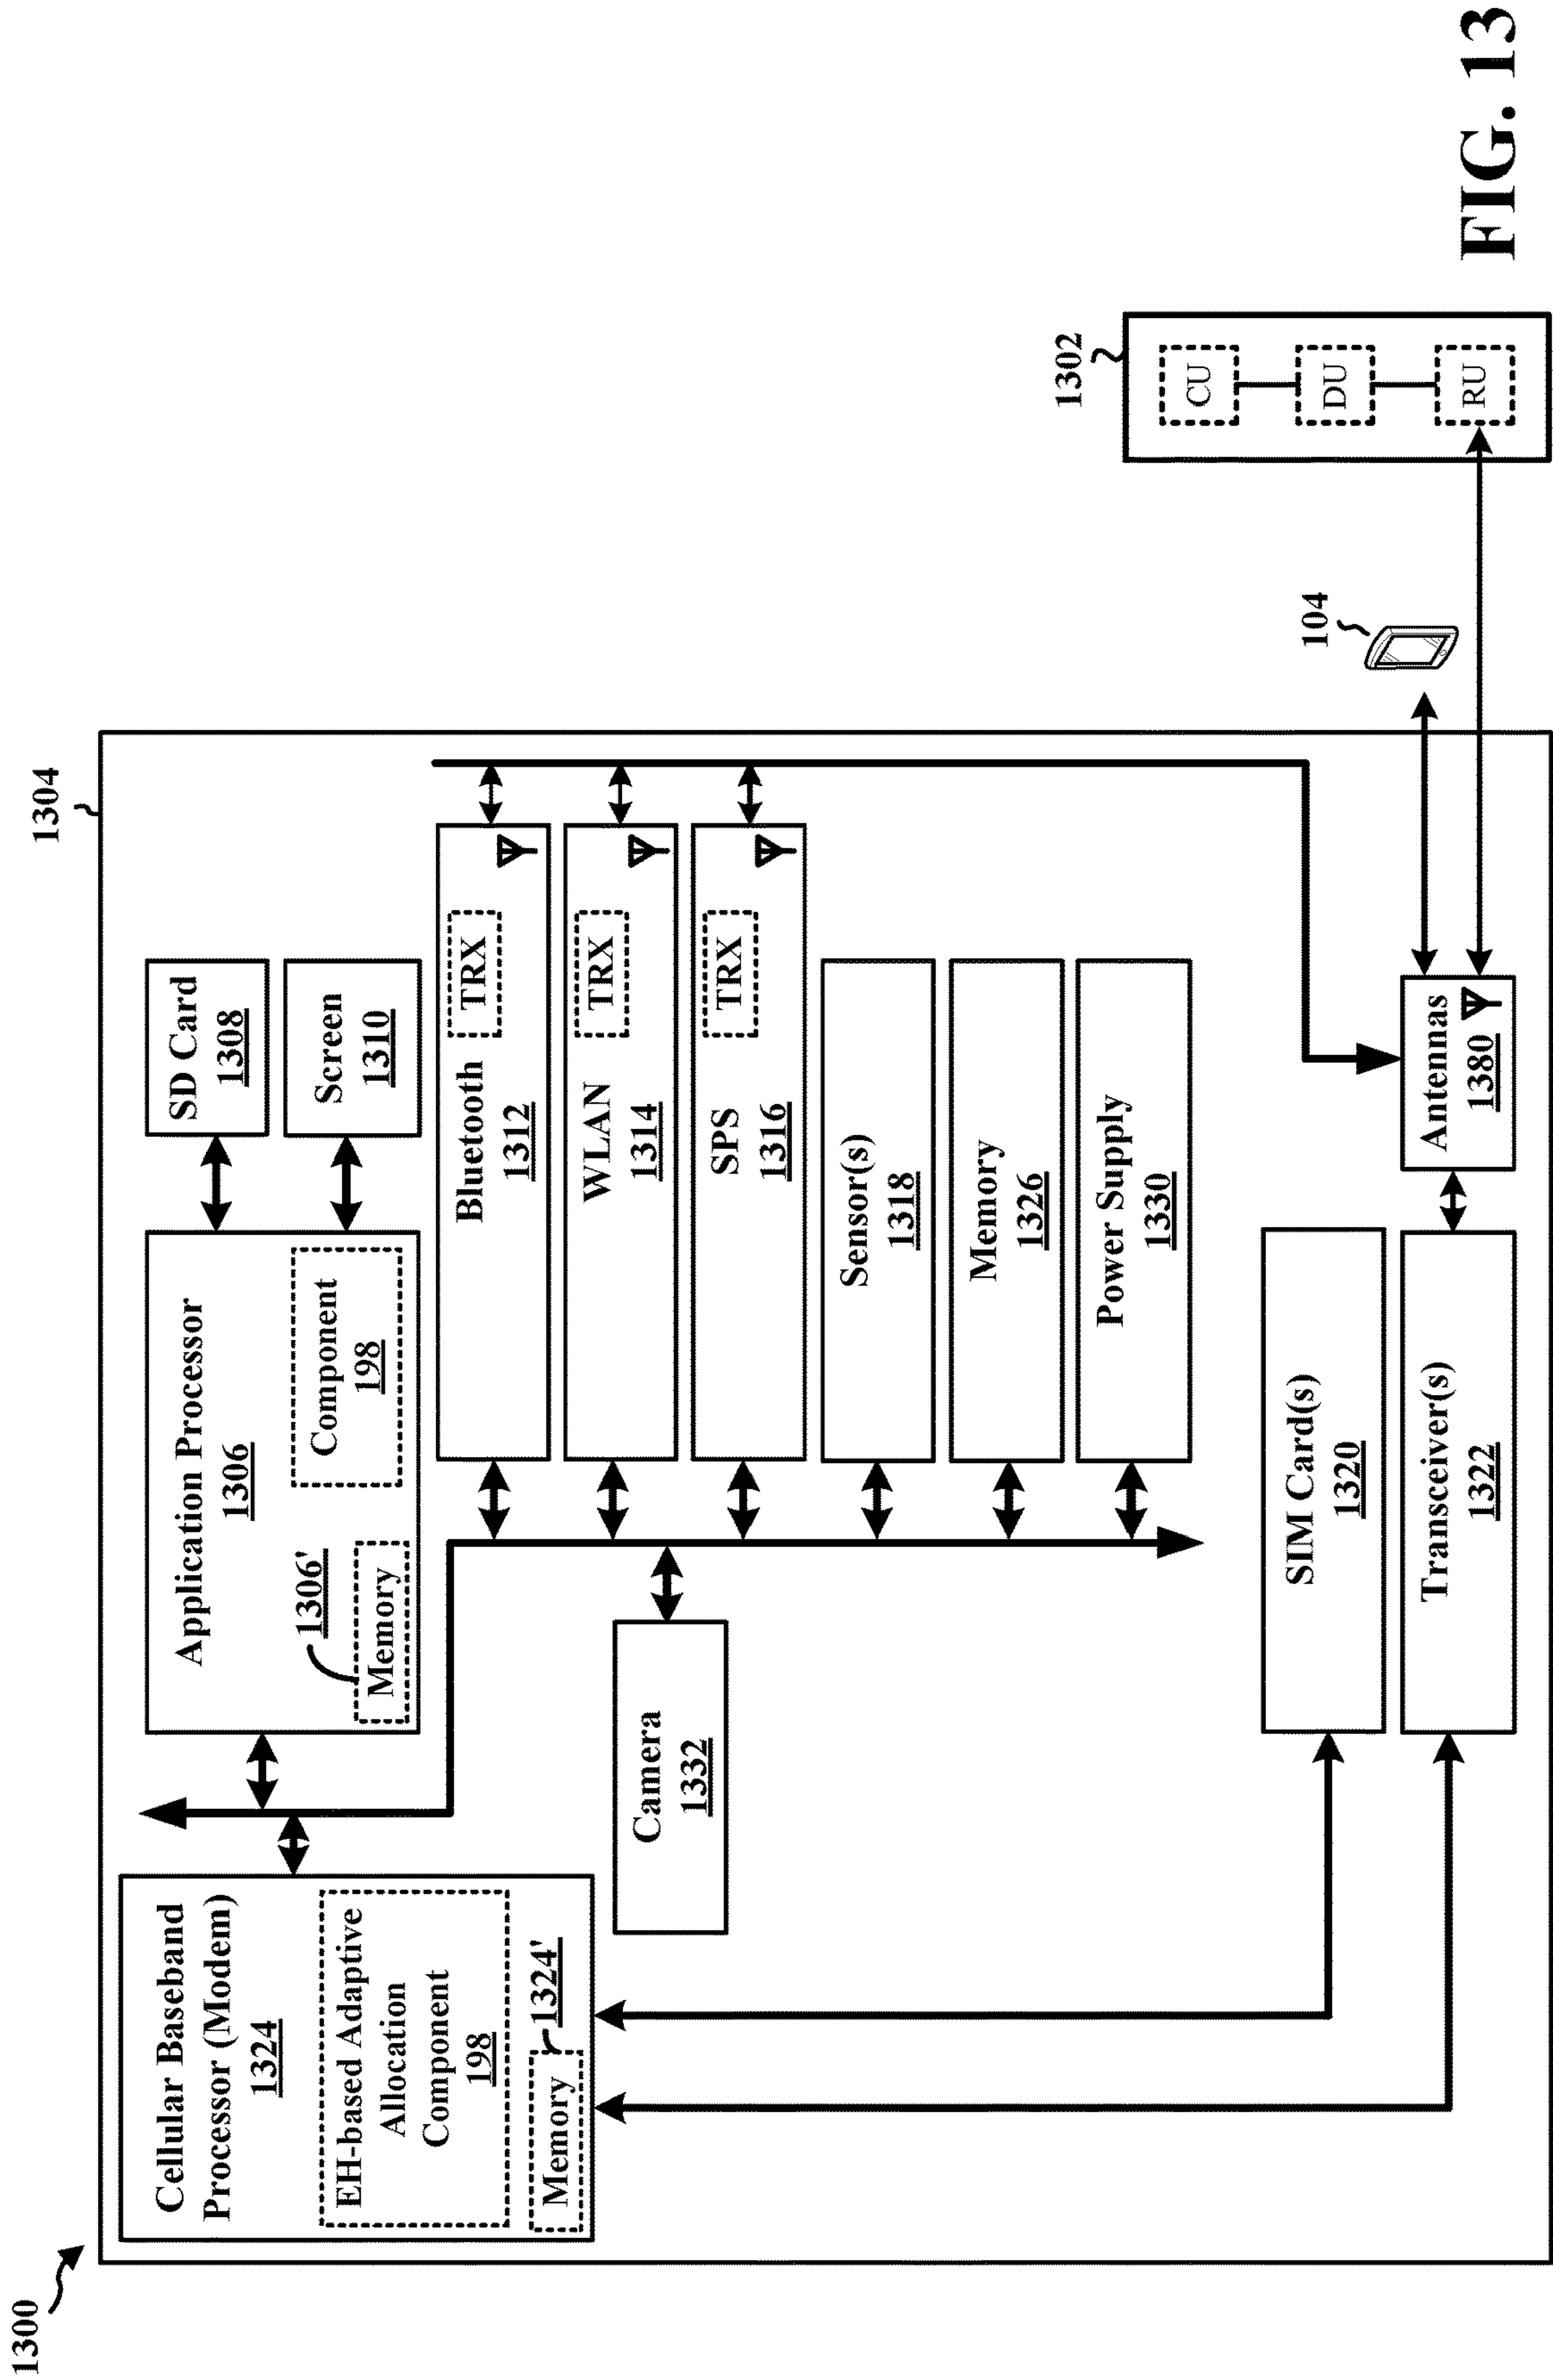 1300
1304
Cellular Baseband
Processor (Modem)
1324
EH-based Adaptive
Allocation
Component
198
Memory
1324'
Application Processor
1306
1306'
Memory
Component
198
SD Card
1308
Screen
1310
Bluetooth
1312
TRX
WLAN
1314
TRX
SPS
1316
TRX
Camera
1332
Sensor(s)
1318
Memory
1326
Power Supply
1330
SIM Card(s)
1320
Transceiver(s)
1322
Antennas
1380
104
1302
CU
DU
RU
FIG. 13